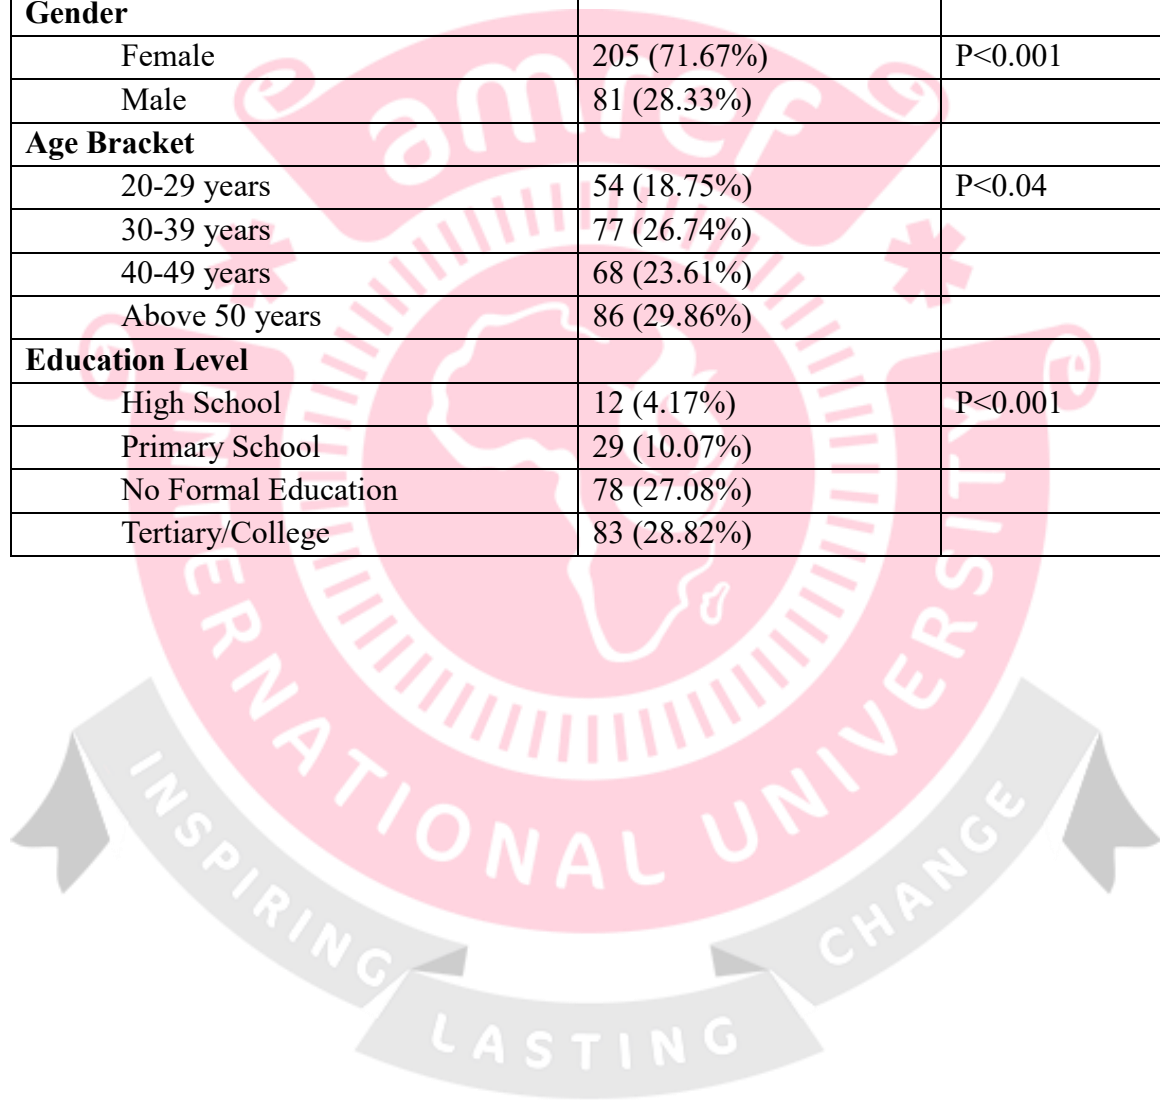 Gender
Female 205 (71.67%) P<0.001
Male 81 (28.33%)
Age Bracket
20-29 years 54 (18.75%) P<0.04
30-39 years 77 (26.74%)
40-49 years 68 (23.61%)
Above 50 years 86 (29.86%)
Education Level
High School 12 (4.17%) P<0.001
Primary School 29 (10.07%)
No Formal Education 78 (27.08%)
Tertiary/College 83 (28.82%)
amref
INTERNATIONAL UNIVERSITY
INSPIRING LASTING CHANGE